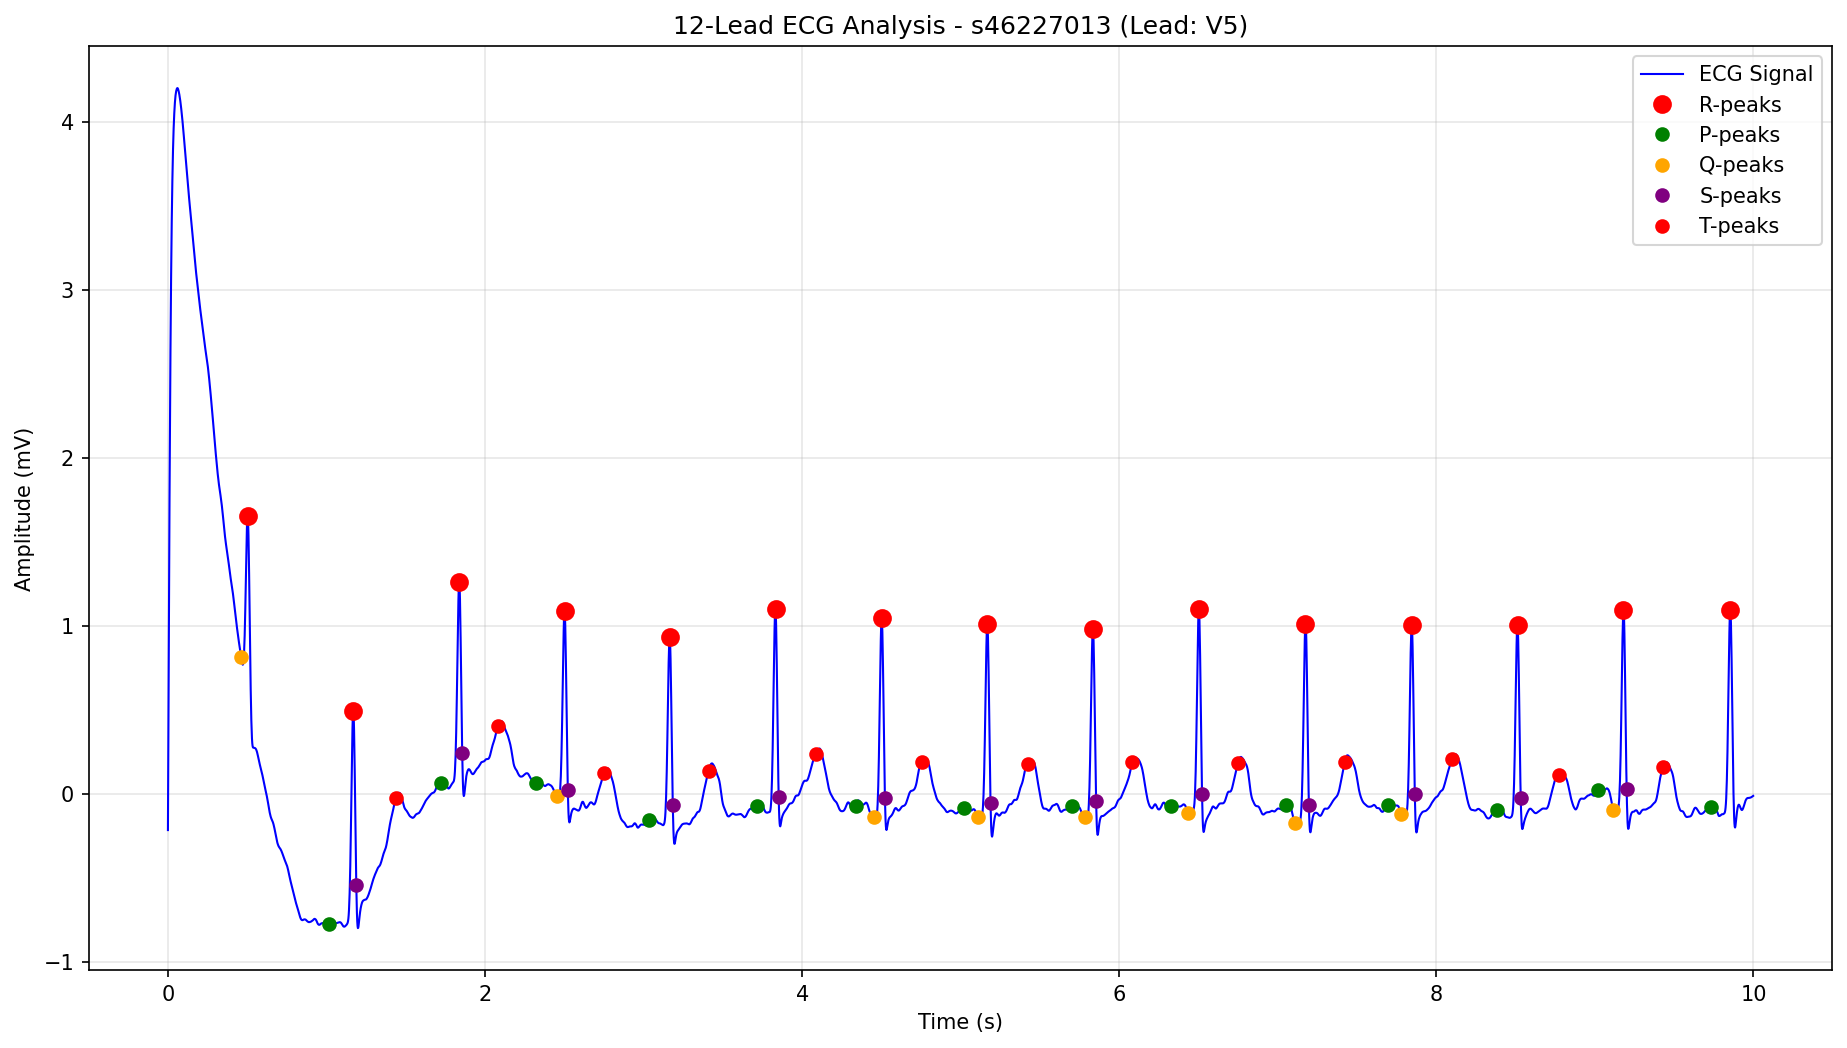 12-Lead ECG Analysis - s46227013 (Lead: V5)
ECG Signal
R-peaks
P-peaks
Q-peaks
S-peaks
T-peaks
Amplitude (mV)
4
3
2
1
0
−1
0 2 4 6 8 10
Time (s)